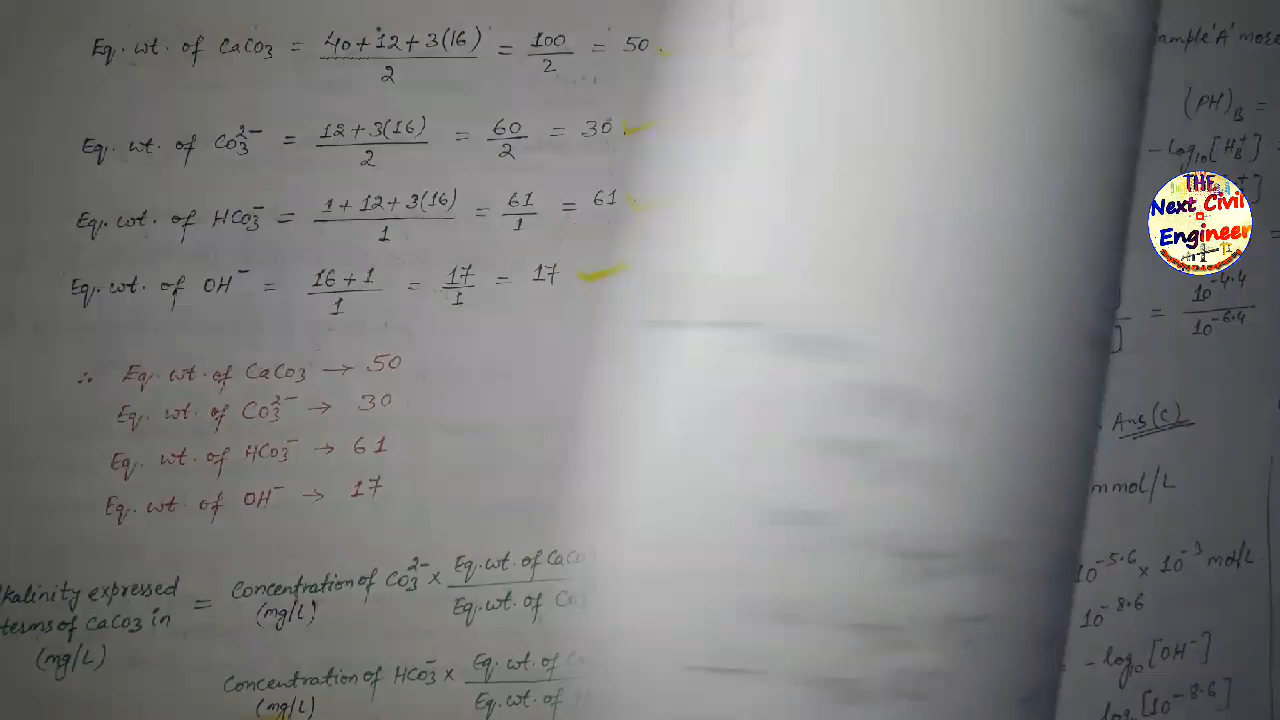 Eq. wt. of CaCO3 = 40+12+3(16) / 2 = 100 / 2 = 50
Eq. wt. of CO3^2- = 12+3(16) / 2 = 60 / 2 = 30
Eq. wt. of HCO3^- = 1+12+3(16) / 1 = 61 / 1 = 61
Eq. wt. of OH^- = 16+1 / 1 = 17 / 1 = 17
∴ Eq. wt. of CaCO3 → 50
Eq. wt. of CO3^2- → 30
Eq. wt. of HCO3^- → 61
Eq. wt. of OH^- → 17
kalinity expressed
terms of CaCO3 in
(mg/L)
= Concentration of CO3^2- × Eq. wt. of CaCO / Eq. wt. of Co
(mg/L)
Concentration of HCO3^- × Eq. wt. of C / Eq. wt. of
(mg/L)
ample 'A' more
(PH)B =
-log10[HB^+] =
THE
Next Civil
Engineer
= 10^-4.4 / 10^-6.4
Ans (C)
mmol/L
10^-5.6 × 10^-3 mol/L.
10^-8.6
-log10[OH^-]
[10^-8.6]